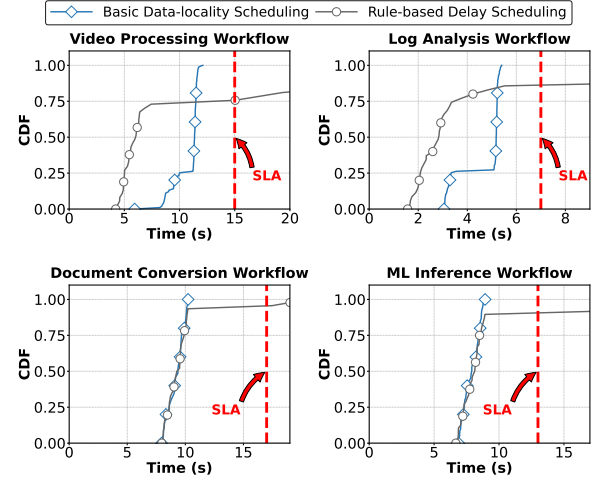 Basic Data-locality Scheduling Rule-based Delay Scheduling
Video Processing Workflow
1.00
0.75
0.50
0.25
0.00
CDF
SLA
0 5 10 15 20
Time (s)
Log Analysis Workflow
1.00
0.75
0.50
0.25
0.00
CDF
SLA
0 2 4 6 8
Time (s)
Document Conversion Workflow
1.00
0.75
0.50
0.25
0.00
CDF
SLA
0 5 10 15
Time (s)
ML Inference Workflow
1.00
0.75
0.50
0.25
0.00
CDF
SLA
0 5 10 15
Time (s)